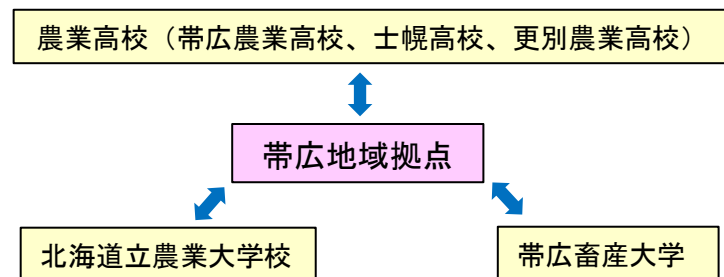 農業高校（帯広農業高校、士幌高校、更別農業高校）
帯広地域拠点
北海道立農業大学校
帯広畜産大学